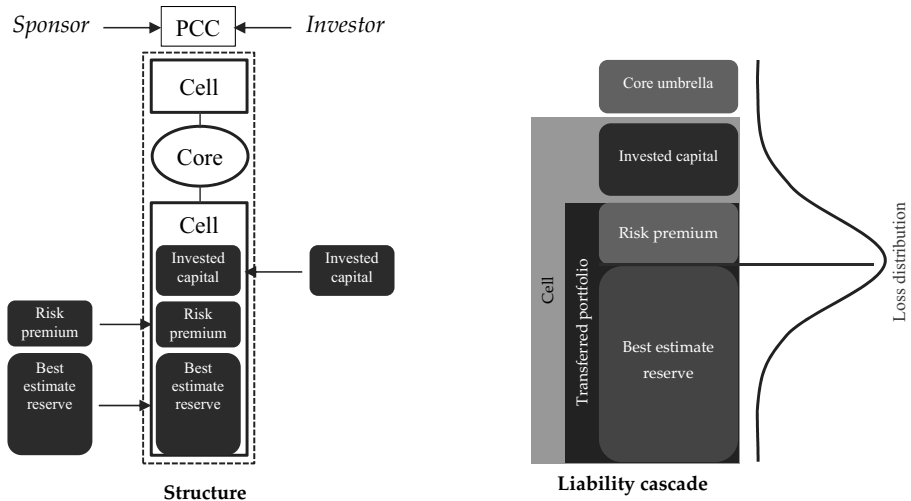 Sponsor
PCC
Investor
Cell
Core
Cell
Invested
capital
Invested
capital
Risk
premium
Risk
premium
Best
estimate
reserve
Best
estimate
reserve
Structure
Core umbrella
Invested capital
Risk premium
Best estimate
reserve
Cell
Transferred portfolio
Loss distribution
Liability cascade